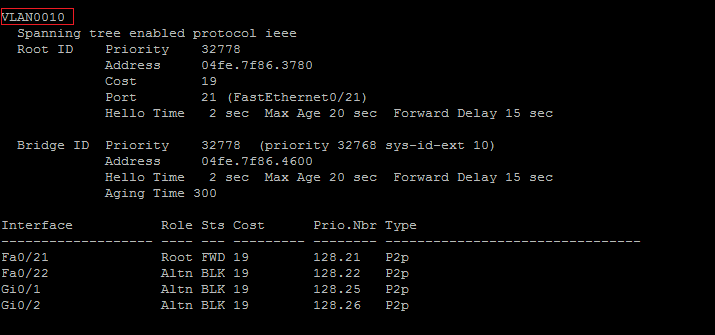 VLAN0010
Spanning tree enabled protocol ieee
Root ID    Priority    32778
Address     04fe.7f86.3780
Cost        19
Port        21 (FastEthernet0/21)
Hello Time   2 sec  Max Age 20 sec  Forward Delay 15 sec
Bridge ID  Priority    32778  (priority 32768 sys-id-ext 10)
Address     04fe.7f86.4600
Hello Time   2 sec  Max Age 20 sec  Forward Delay 15 sec
Aging Time 300
Interface           Role Sts Cost      Prio.Nbr Type
------------------- ---- --- --------- -------- --------------------------------
Fa0/21              Root FWD 19        128.21   P2p
Fa0/22              Altn BLK 19        128.22   P2p
Gi0/1               Altn BLK 19        128.25   P2p
Gi0/2               Altn BLK 19        128.26   P2p